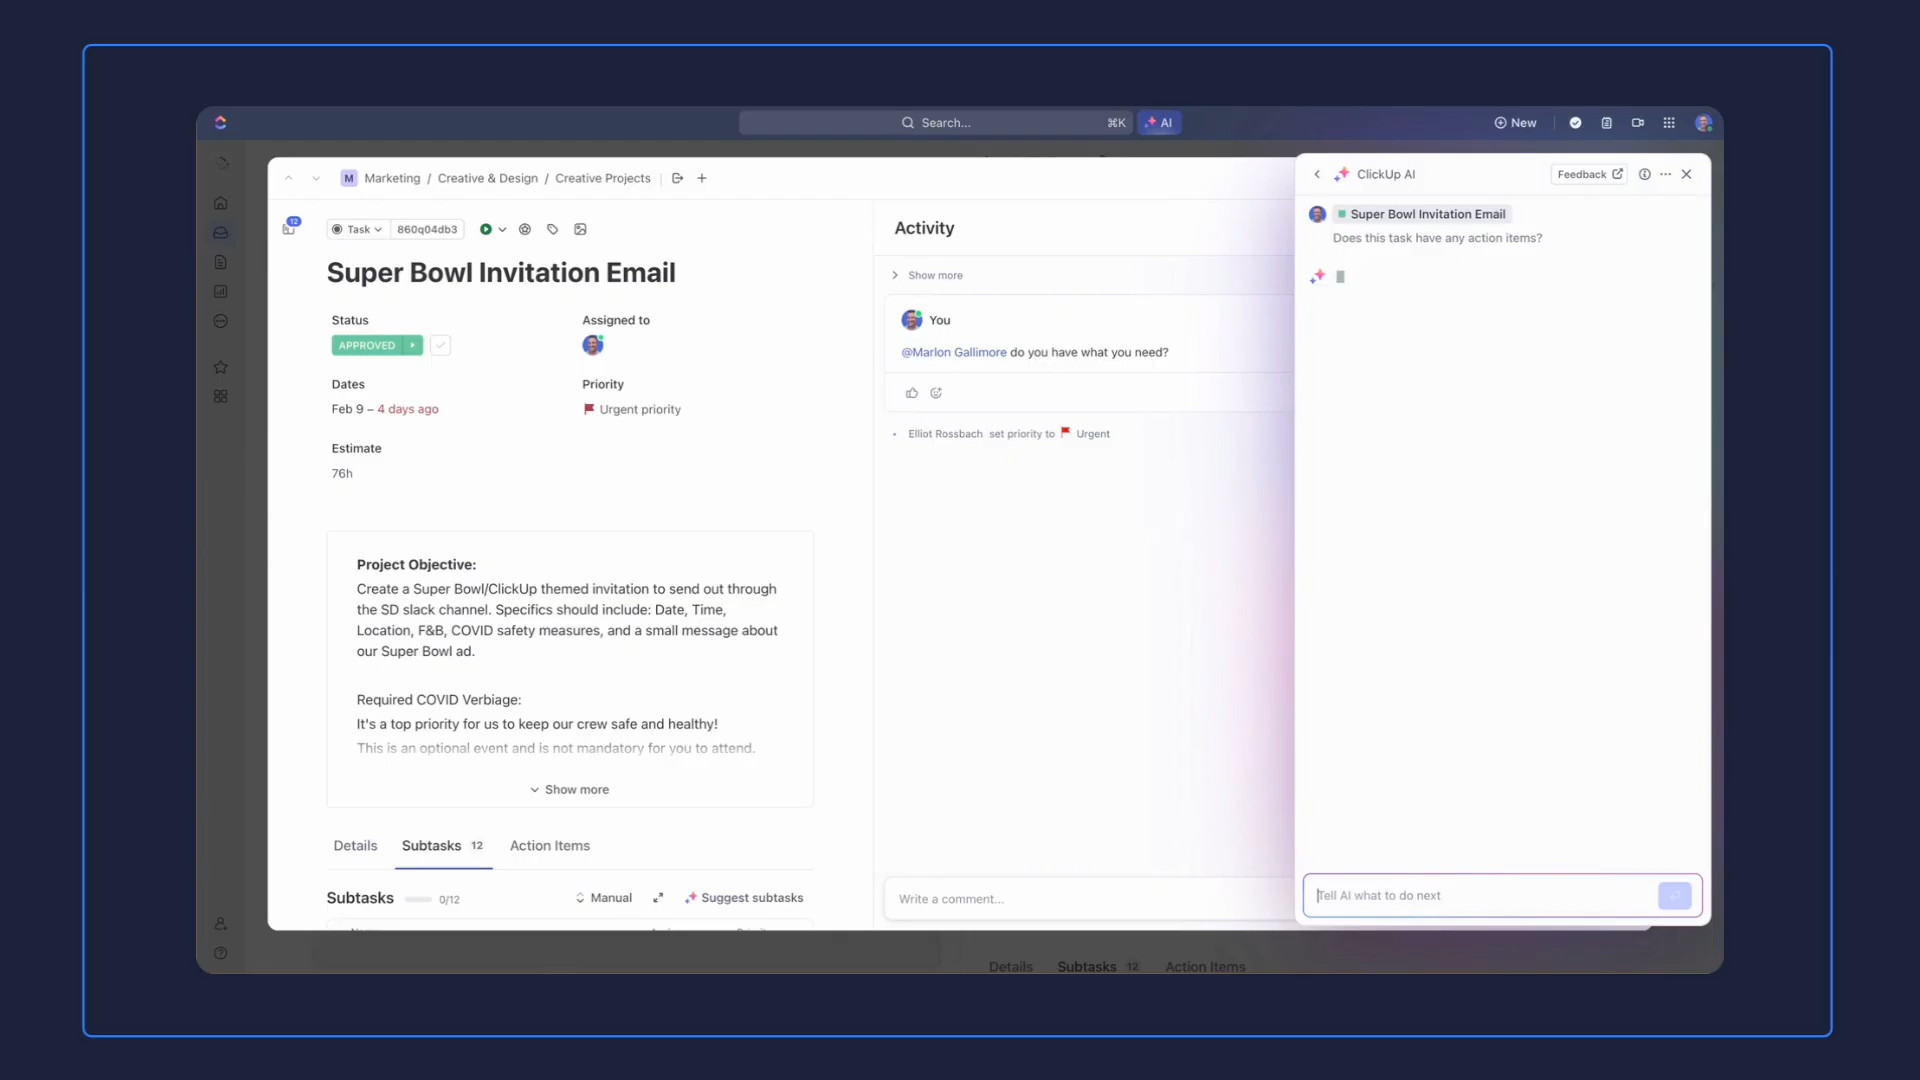 Search...
⌘K
AI
New
M
Marketing / Creative & Design / Creative Projects
12
Task
860q04db3
Super Bowl Invitation Email
Status
Assigned to
APPROVED
Dates
Priority
Feb 9 – 4 days ago
Urgent priority
Estimate
76h
Project Objective:
Create a Super Bowl/ClickUp themed invitation to send out through
the SD slack channel. Specifics should include: Date, Time,
Location, F&B, COVID safety measures, and a small message about
our Super Bowl ad.
Required COVID Verbiage:
It's a top priority for us to keep our crew safe and healthy!
This is an optional event and is not mandatory for you to attend.
Show more
Details
Subtasks 12
Action Items
Subtasks
0/12
Manual
Suggest subtasks
Activity
Show more
You
@Marlon Gallimore do you have what you need?
Elliot Rossbach set priority to Urgent
Write a comment...
ClickUp AI
Feedback
Super Bowl Invitation Email
Does this task have any action items?
Tell AI what to do next
Details
Subtasks 12
Action Items